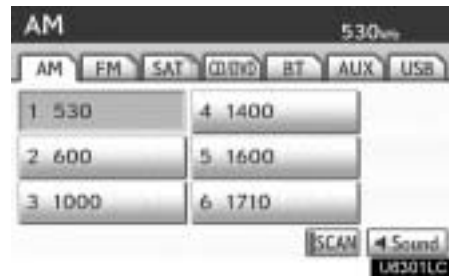 AM 530kHz
AM FM SAT CD/DVD BT AUX USB
1 530 4 1400
2 600 5 1600
3 1000 6 1710
SCAN Sound
U8301LC